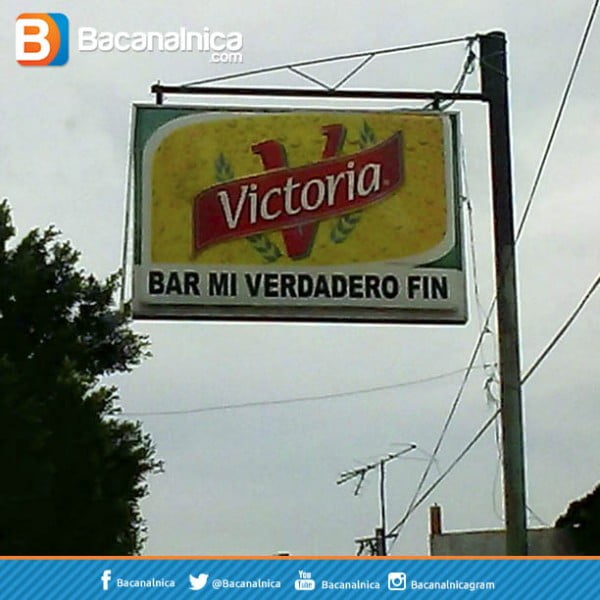 B Bacanalnica
.com
V
Victoria
BAR MI VERDADERO FIN
f Bacanalnica @Bacanalnica You Tube Bacanalnica Bacanalnicagram